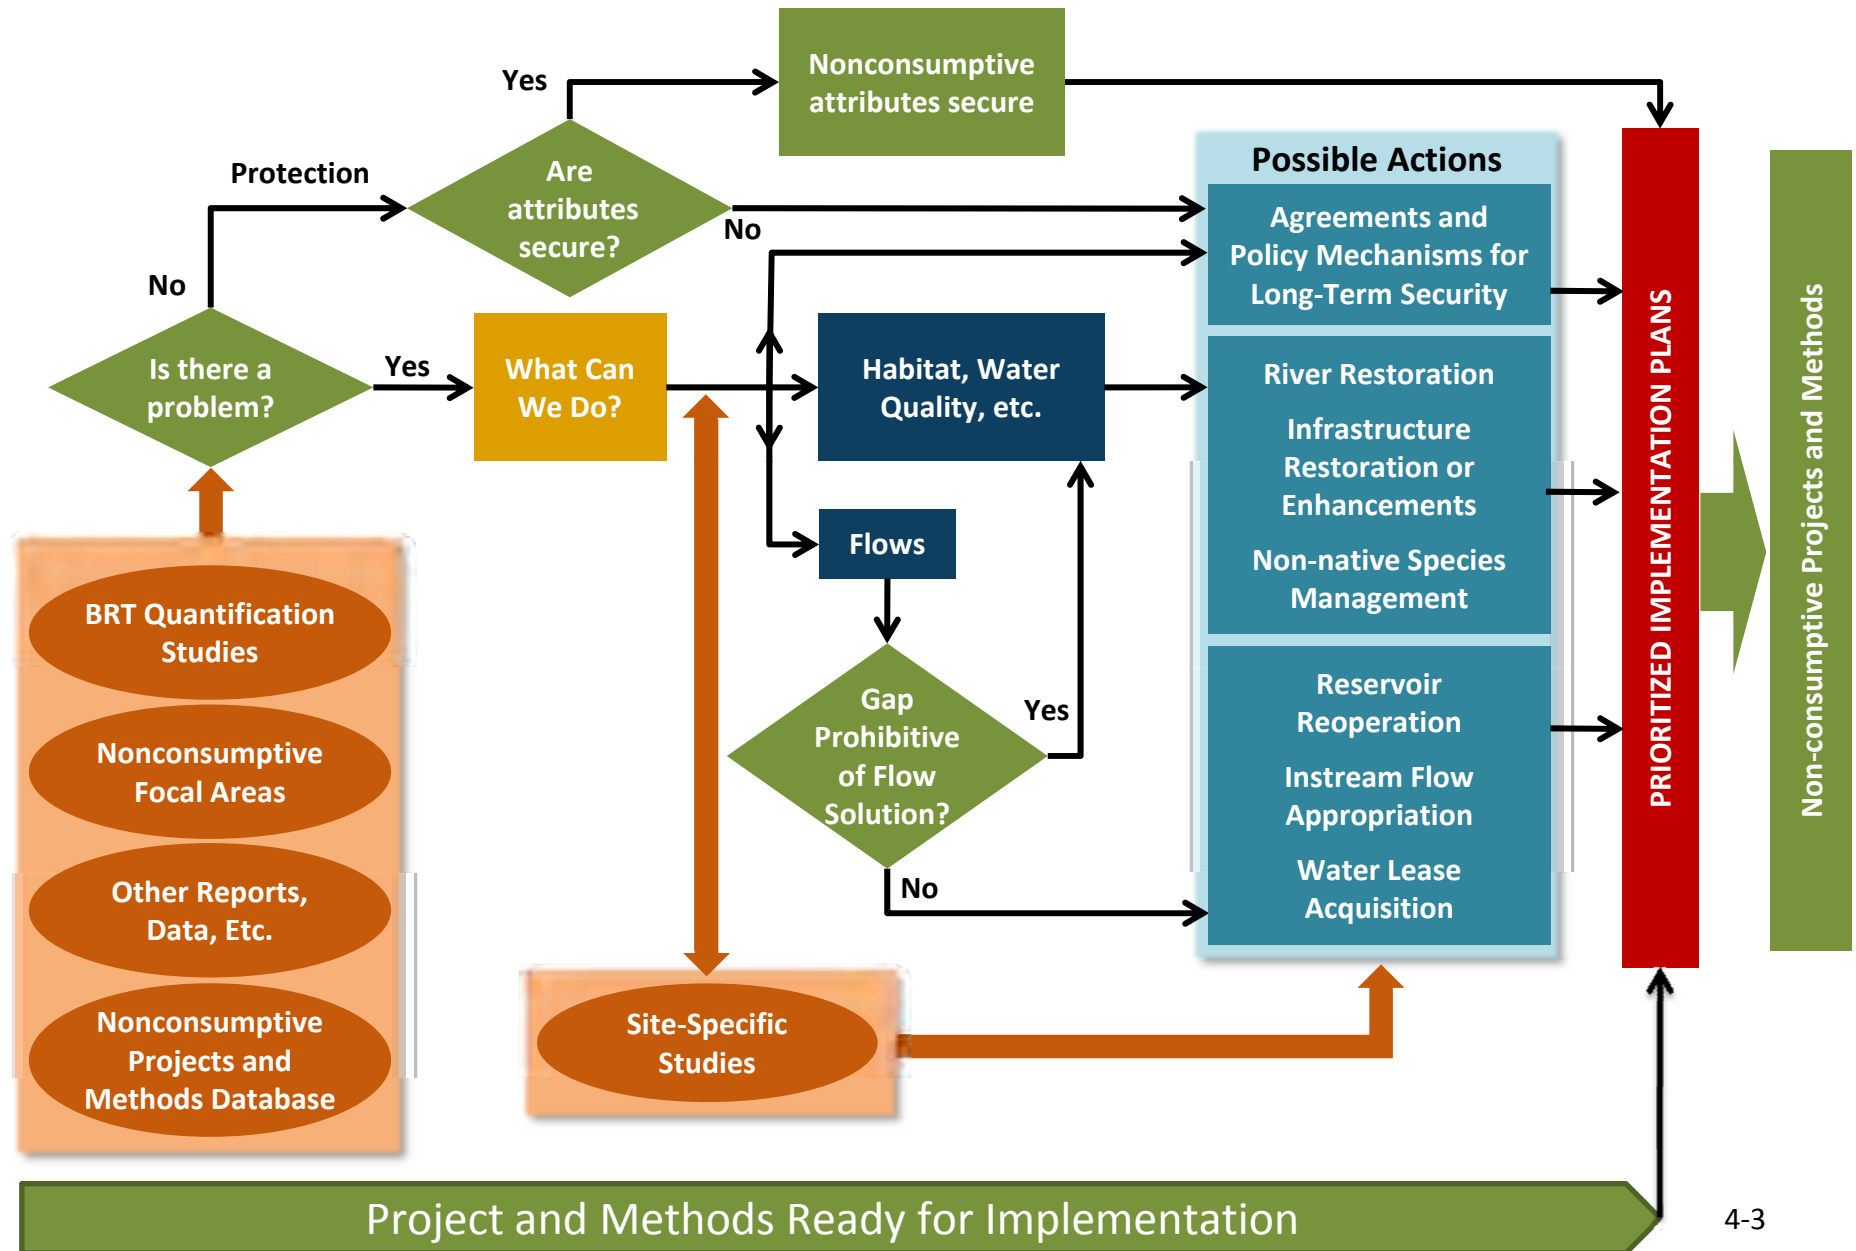 Yes
Nonconsumptive
attributes secure
Protection
Are
attributes
secure?
No
No
Is there a
problem?
Yes
What Can
We Do?
Habitat, Water
Quality, etc.
Flows
Gap
Prohibitive
of Flow
Solution?
Yes
No
BRT Quantification
Studies
Nonconsumptive
Focal Areas
Other Reports,
Data, Etc.
Nonconsumptive
Projects and
Methods Database
Site-Specific
Studies
Possible Actions
Agreements and
Policy Mechanisms for
Long-Term Security
River Restoration
Infrastructure
Restoration or
Enhancements
Non-native Species
Management
Reservoir
Reoperation
Instream Flow
Appropriation
Water Lease
Acquisition
PRIORITIZED IMPLEMENTATION PLANS
Non-consumptive Projects and Methods
Project and Methods Ready for Implementation
4-3